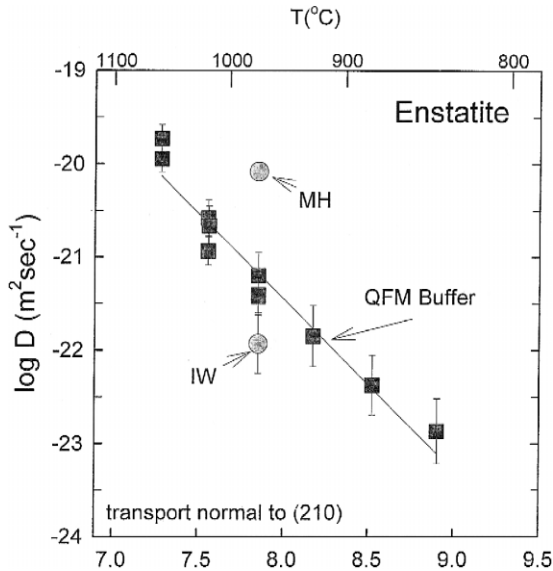 T(°C)
1100 1000 900 800
-19
Enstatite
-20
MH
log D (m²sec⁻¹)
-21
QFM Buffer
-22
IW
-23
transport normal to (210)
-24
7.0 7.5 8.0 8.5 9.0 9.5